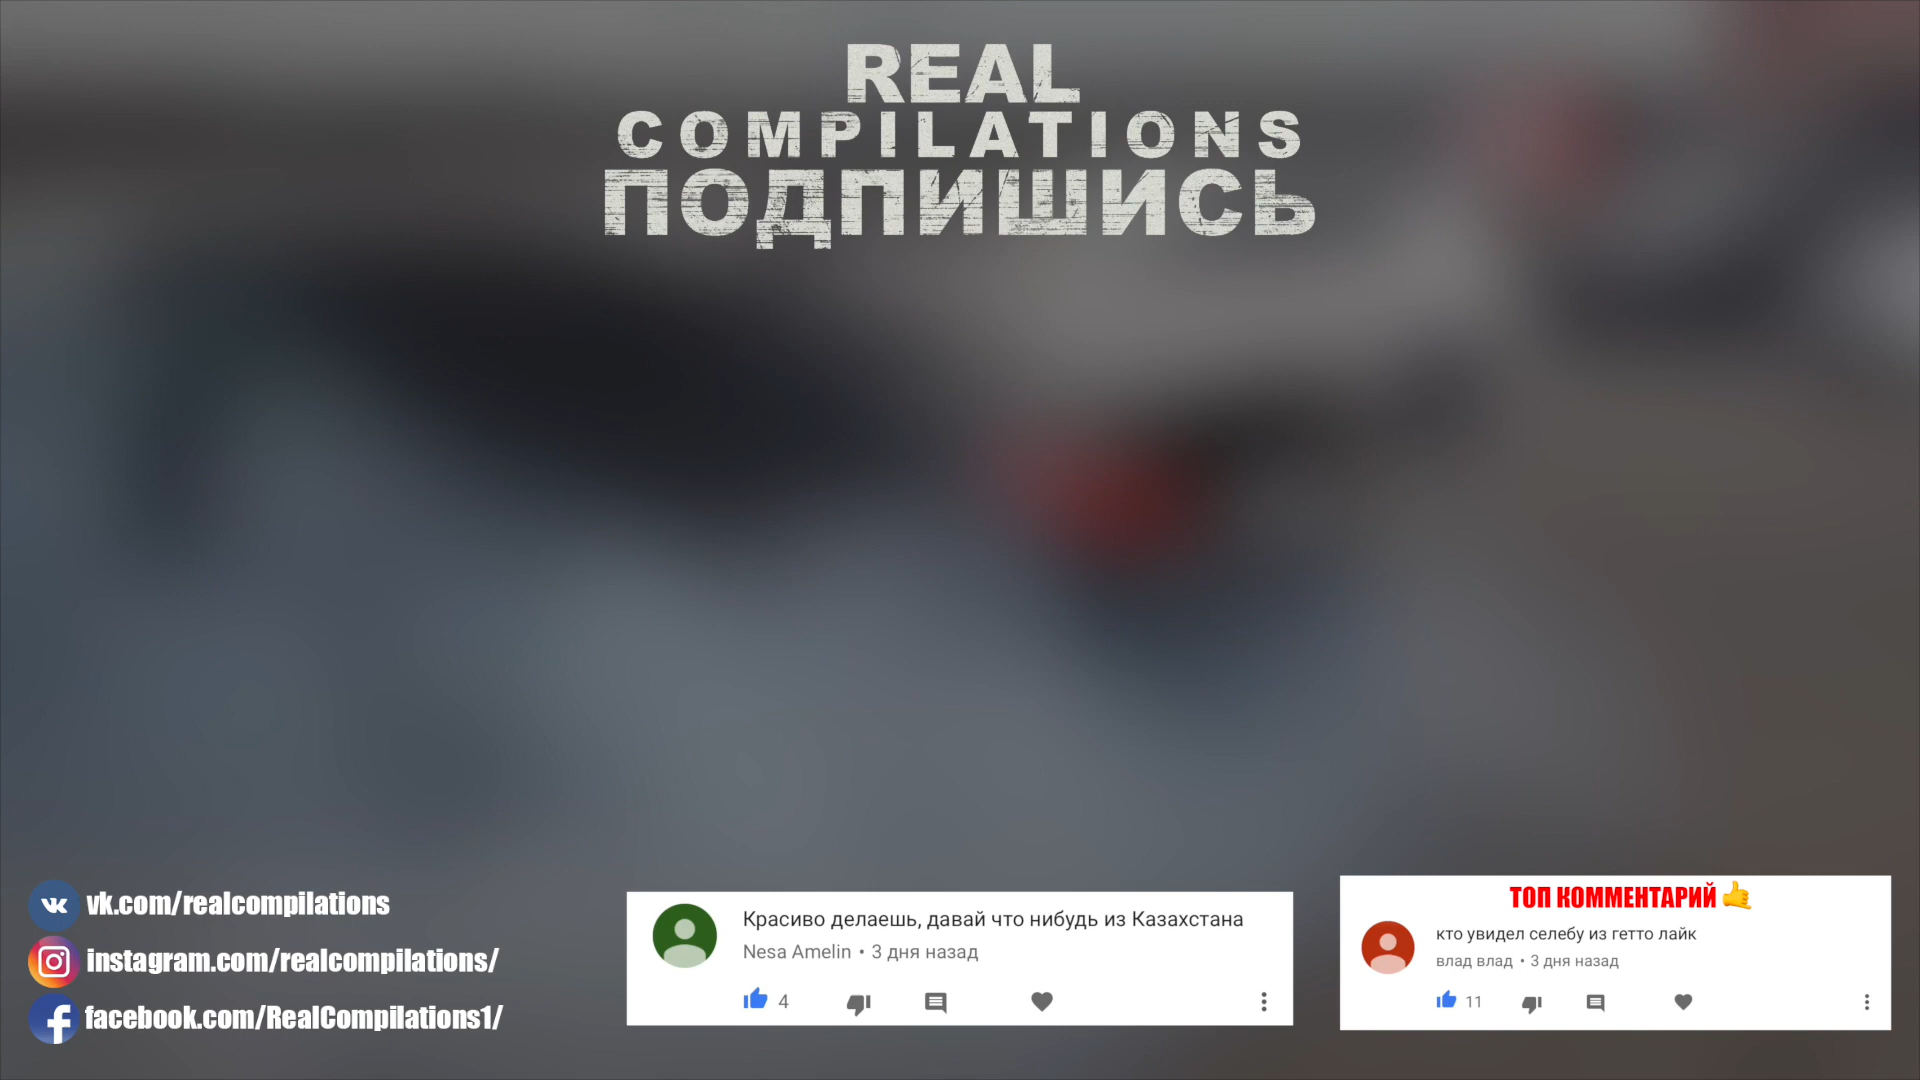 REAL
COMPILATIONS
ПОДПИШИСЬ
vk.com/realcompilations
instagram.com/realcompilations/
facebook.com/RealCompilations1/
Красиво делаешь, давай что нибудь из Казахстана
Nesa Amelin • 3 дня назад
4
ТОП КОММЕНТАРИЙ 🤙
кто увидел селебу из гетто лайк
влад влад • 3 дня назад
11